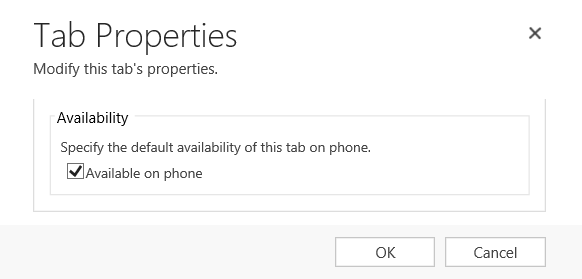 Tab Properties
Modify this tab's properties.
Availability
Specify the default availability of this tab on phone.
Available on phone
OK
Cancel